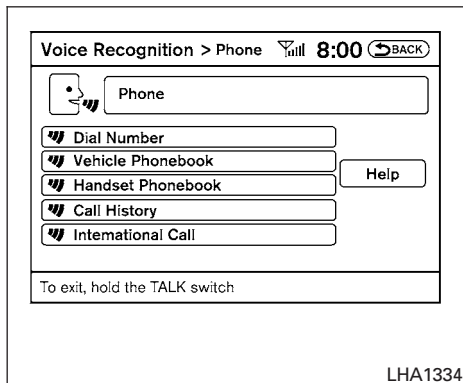 Voice Recognition > Phone 8:00 BACK
Phone
Dial Number
Vehicle Phonebook
Handset Phonebook
Help
Call History
International Call
To exit, hold the TALK switch
LHA1334